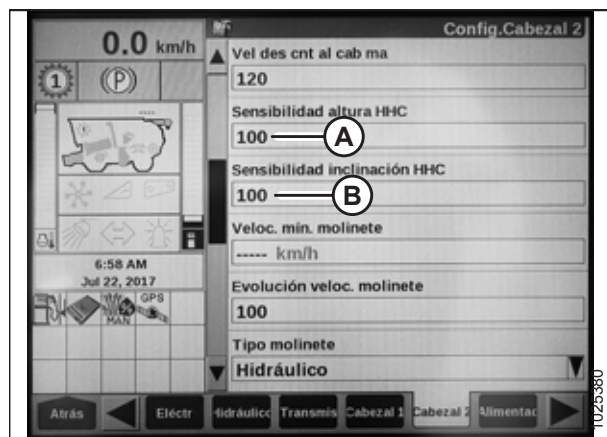 Config.Cabezal 2
0.0 km/h
1
(P)
6:58 AM
Jul 22, 2017
MAN
GPS
Vel des cnt al cab ma
120
Sensibilidad altura HHC
100
A
Sensibilidad inclinación HHC
100
B
Veloc. mín. molinete
----- km/h
Evolución veloc. molinete
100
Tipo molinete
Hidráulico
Atrás
Eléctr
Hidráulico
Transmis
Cabezal 1
Cabezal 2
Alimentac
1025380